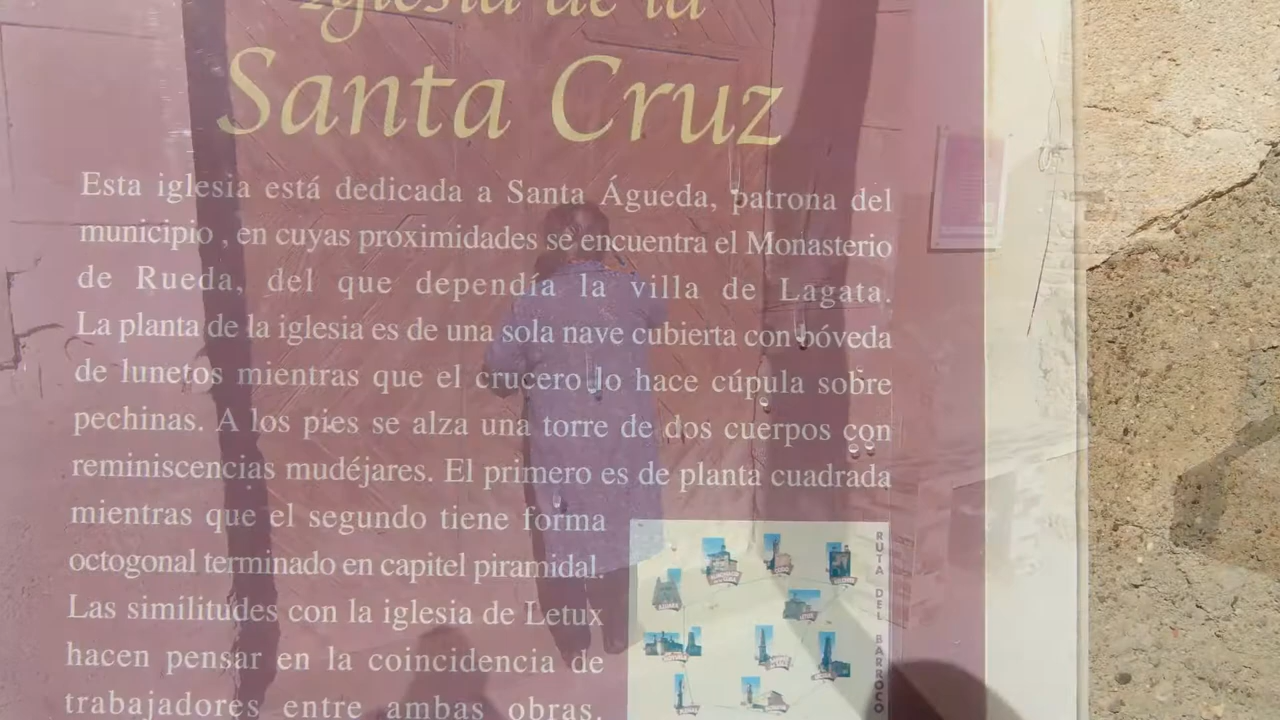 Iglesia de la
Santa Cruz
Esta iglesia está dedicada a Santa Águeda, patrona del
municipio , en cuyas proximidades se encuentra el Monasterio
de Rueda, del que dependía la villa de Lagata.
La planta de la iglesia es de una sola nave cubierta con bóveda
de lunetos mientras que el crucero lo hace cúpula sobre
pechinas. A los pies se alza una torre de dos cuerpos con
reminiscencias mudéjares. El primero es de planta cuadrada
mientras que el segundo tiene forma
octogonal terminado en capitel piramidal.
Las similitudes con la iglesia de Letux
hacen pensar en la coincidencia de
trabajadores entre ambas obras.
RUTA DEL BARROCO